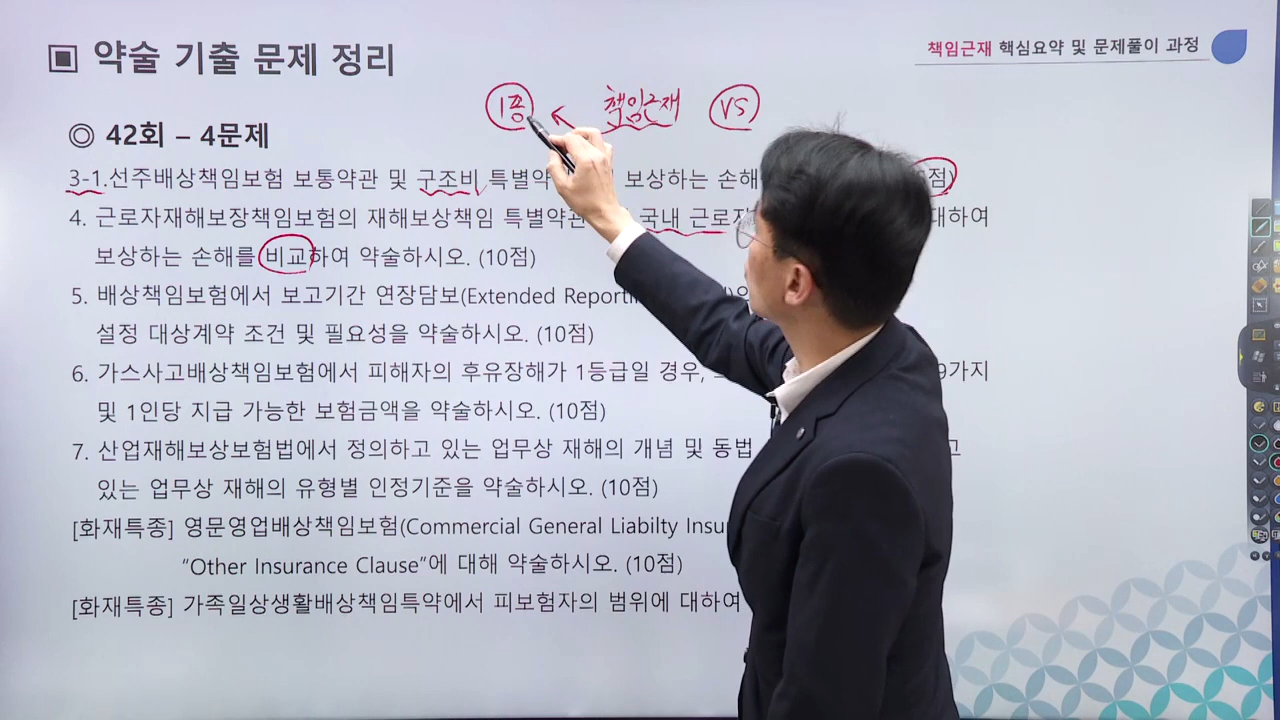 ▣ 약술 기출 문제 정리
책임근재 핵심요약 및 문제풀이 과정
1종 ← 책임근재 VS
◎ 42회 – 4문제
3-1.선주배상책임보험 보통약관 및 구조비 특별약 보상하는 손해 점)
4. 근로자재해보장책임보험의 재해보상책임 특별약관 국내 근로자 대하여
보상하는 손해를 비교하여 약술하시오. (10점)
5. 배상책임보험에서 보고기간 연장담보(Extended Reporti
설정 대상계약 조건 및 필요성을 약술하시오. (10점)
6. 가스사고배상책임보험에서 피해자의 후유장해가 1등급일 경우, 9가지
및 1인당 지급 가능한 보험금액을 약술하시오. (10점)
7. 산업재해보상보험법에서 정의하고 있는 업무상 재해의 개념 및 동법 고
있는 업무상 재해의 유형별 인정기준을 약술하시오. (10점)
[화재특종] 영문영업배상책임보험(Commercial General Liabilty Insu
“Other Insurance Clause”에 대해 약술하시오. (10점)
[화재특종] 가족일상생활배상책임특약에서 피보험자의 범위에 대하여